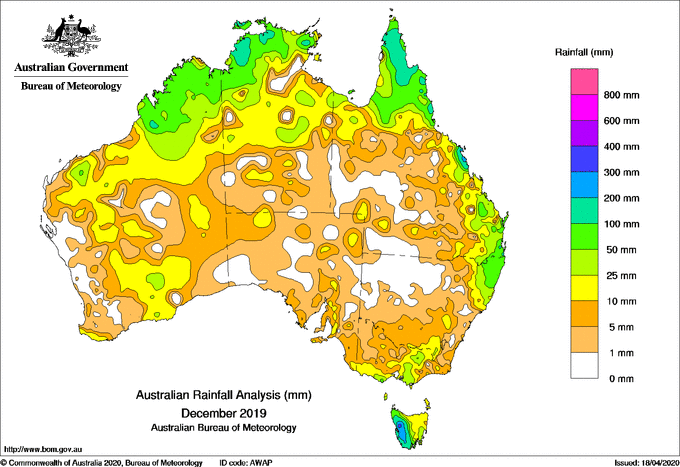 Australian Government
Bureau of Meteorology
Rainfall (mm)
800 mm
600 mm
400 mm
300 mm
200 mm
100 mm
50 mm
25 mm
10 mm
5 mm
1 mm
0 mm
Australian Rainfall Analysis (mm)
December 2019
Australian Bureau of Meteorology
http://www.bom.gov.au
© Commonwealth of Australia 2020, Bureau of Meteorology ID code: AWAP Issued: 18/04/2020